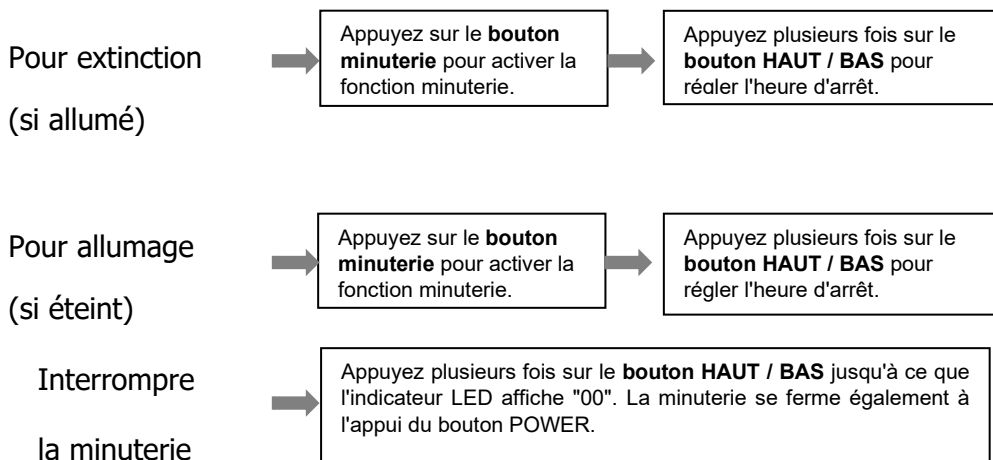 Pour extinction
(si allumé)
Appuyez sur le bouton
minuterie pour activer la
fonction minuterie.
Appuyez plusieurs fois sur le
bouton HAUT / BAS pour
régler l'heure d'arrêt.
Pour allumage
(si éteint)
Appuyez sur le bouton
minuterie pour activer la
fonction minuterie.
Appuyez plusieurs fois sur le
bouton HAUT / BAS pour
régler l'heure d'arrêt.
Interrompre
la minuterie
Appuyez plusieurs fois sur le bouton HAUT / BAS jusqu'à ce que
l'indicateur LED affiche "00". La minuterie se ferme également à
l'appui du bouton POWER.